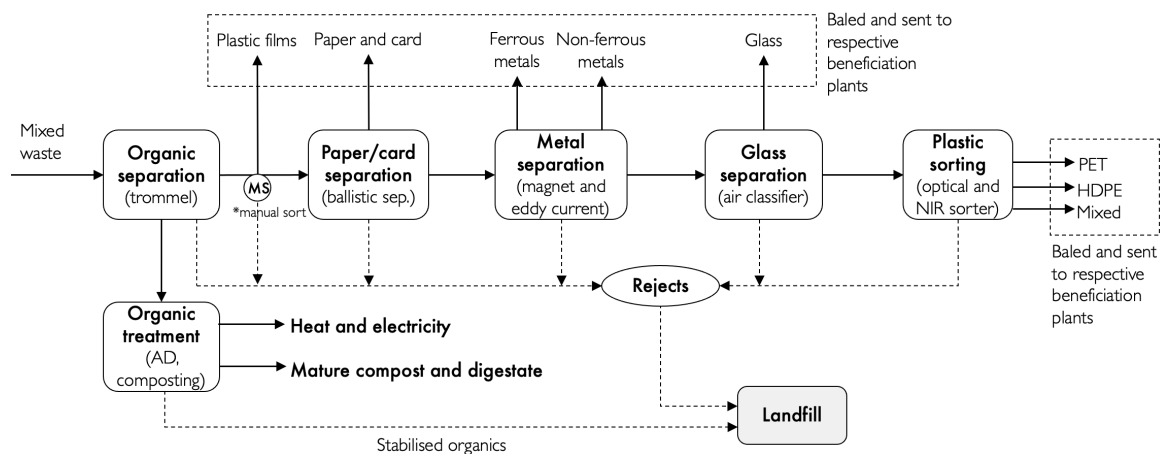 Plastic films
Paper and card
Ferrous
metals
Non-ferrous
metals
Glass
Baled and sent to
respective
beneficiation
plants
Mixed
waste
Organic
separation
(trommel)
MS
*manual sort
Paper/card
separation
(ballistic sep.)
Metal
separation
(magnet and
eddy current)
Glass
separation
(air classifier)
Plastic
sorting
(optical and
NIR sorter)
PET
HDPE
Mixed
Baled and sent
to respective
beneficiation
plants
Rejects
Organic
treatment
(AD,
composting)
Heat and electricity
Mature compost and digestate
Landfill
Stabilised organics